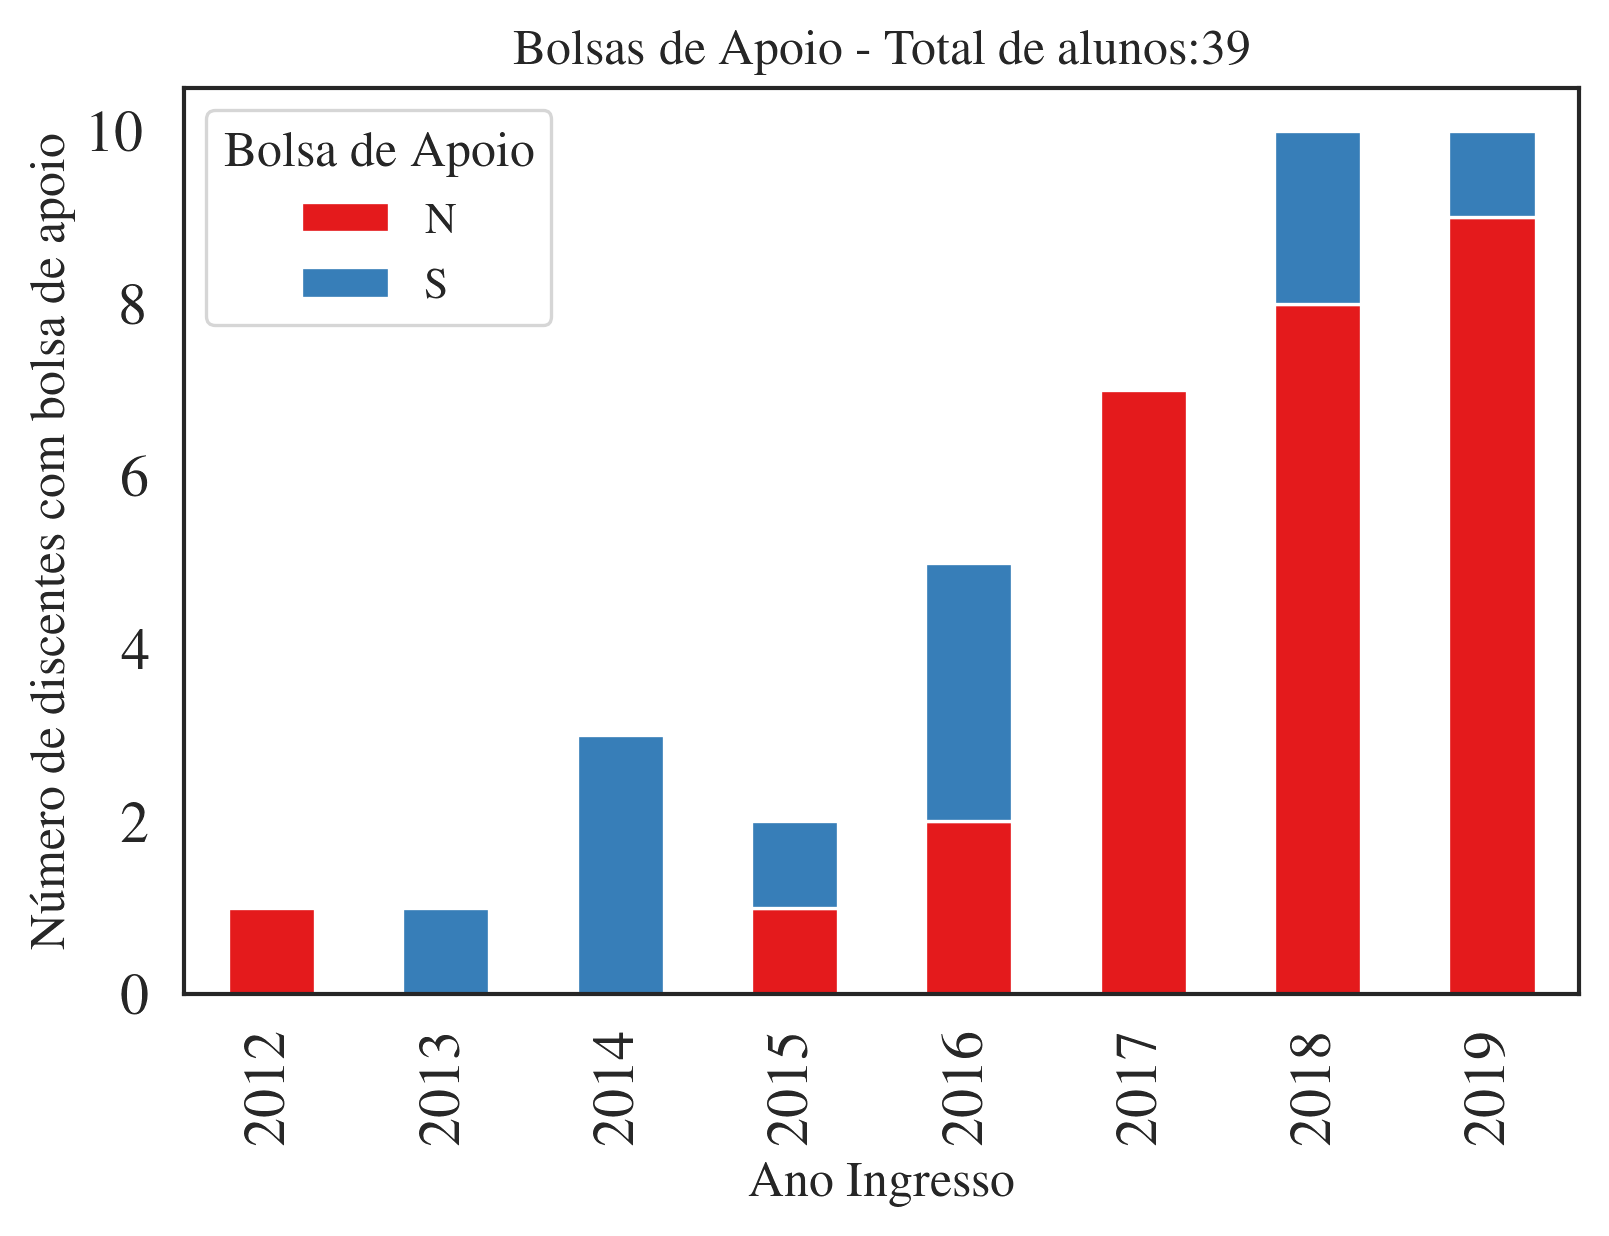 Bolsas de Apoio - Total de alunos:39
Número de discentes com bolsa de apoio
10
8
6
4
2
0
Bolsa de Apoio
N
S
2012
2013
2014
2015
2016
2017
2018
2019
Ano Ingresso